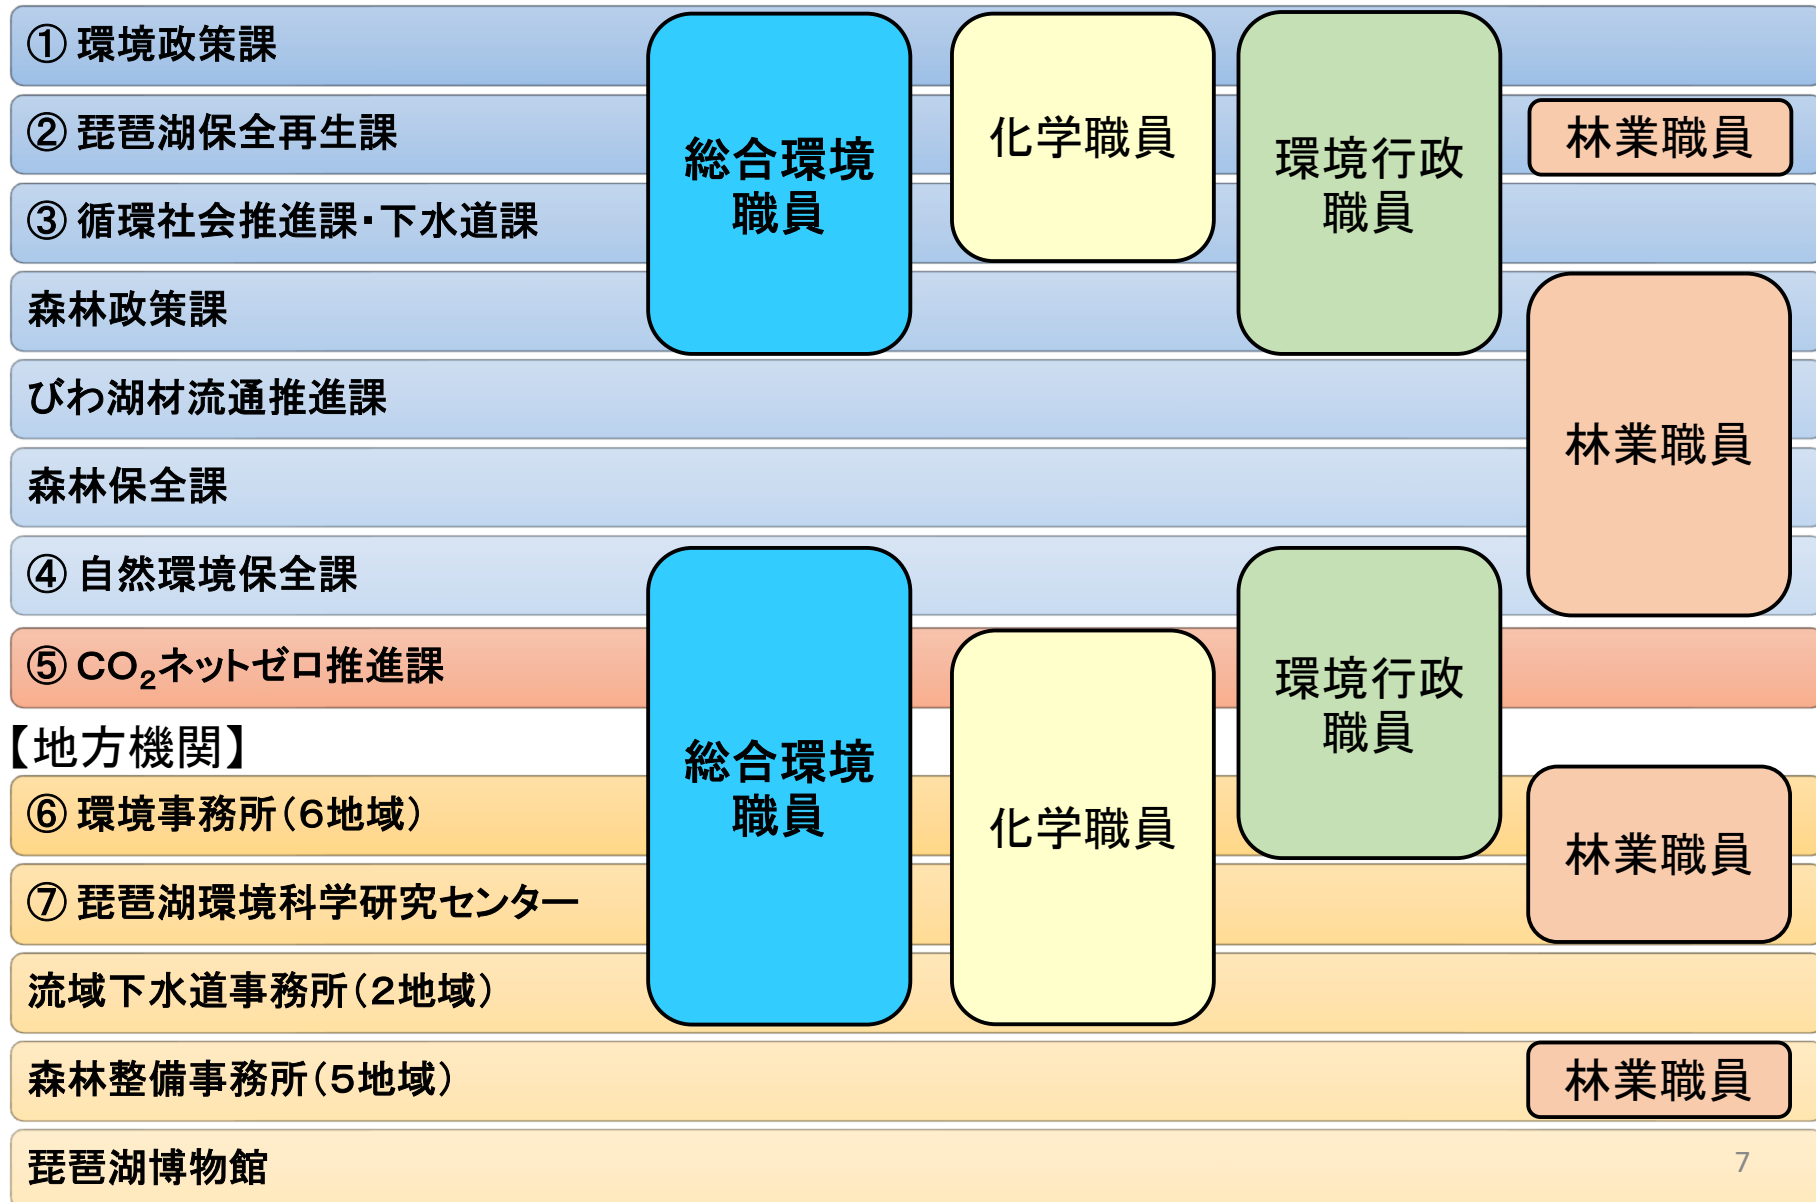 ① 環境政策課
② 琵琶湖保全再生課
③ 循環社会推進課・下水道課
森林政策課
びわ湖材流通推進課
森林保全課
④ 自然環境保全課
⑤ CO₂ネットゼロ推進課
【地方機関】
⑥ 環境事務所（６地域）
⑦ 琵琶湖環境科学研究センター
流域下水道事務所（２地域）
森林整備事務所（５地域）
琵琶湖博物館
総合環境
職員
化学職員
環境行政
職員
林業職員
林業職員
総合環境
職員
化学職員
環境行政
職員
林業職員
林業職員
7